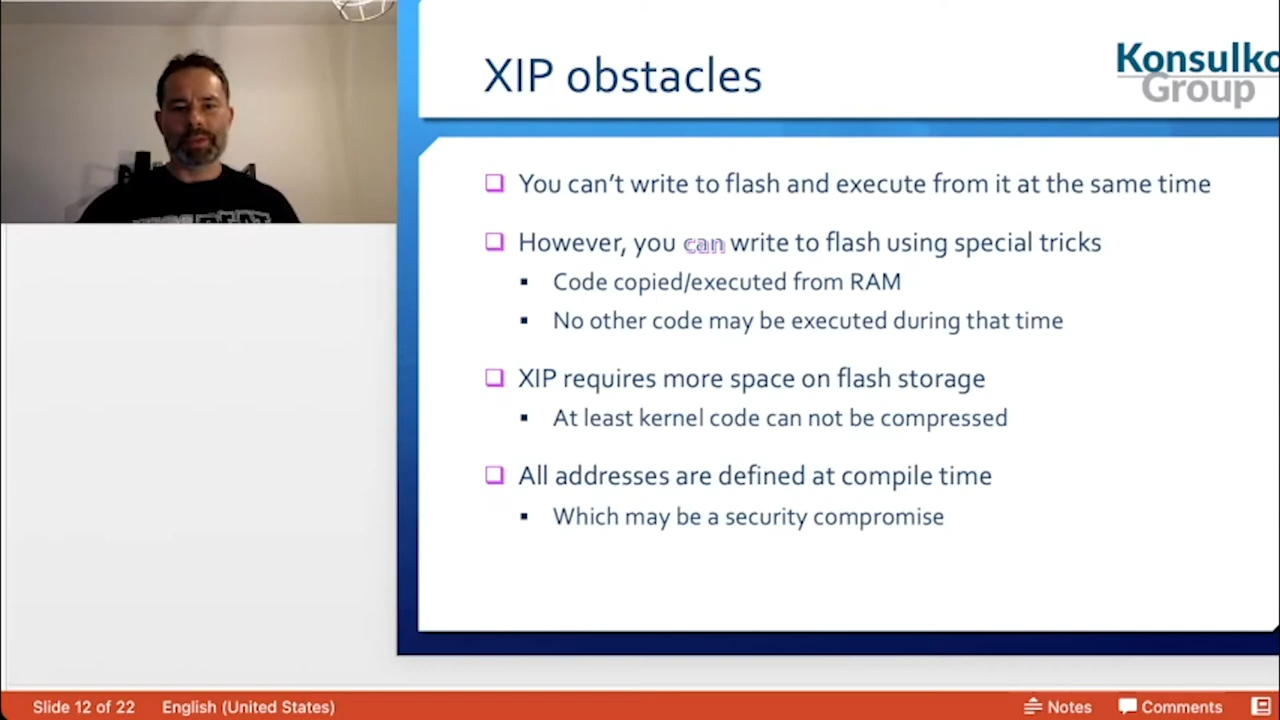 XIP obstacles
Konsulko
Group
You can't write to flash and execute from it at the same time
However, you can write to flash using special tricks
Code copied/executed from RAM
No other code may be executed during that time
XIP requires more space on flash storage
At least kernel code can not be compressed
All addresses are defined at compile time
Which may be a security compromise
Slide 12 of 22 English (United States) Notes Comments